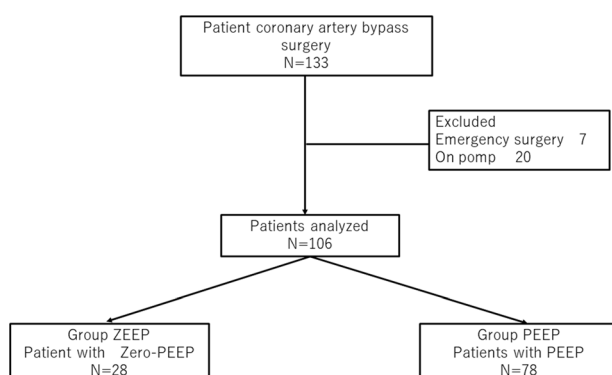 Patient coronary artery bypass
surgery
N=133
Excluded
Emergency surgery 7
On pomp 20
Patients analyzed
N=106
Group ZEEP
Patient with Zero-PEEP
N=28
Group PEEP
Patients with PEEP
N=78